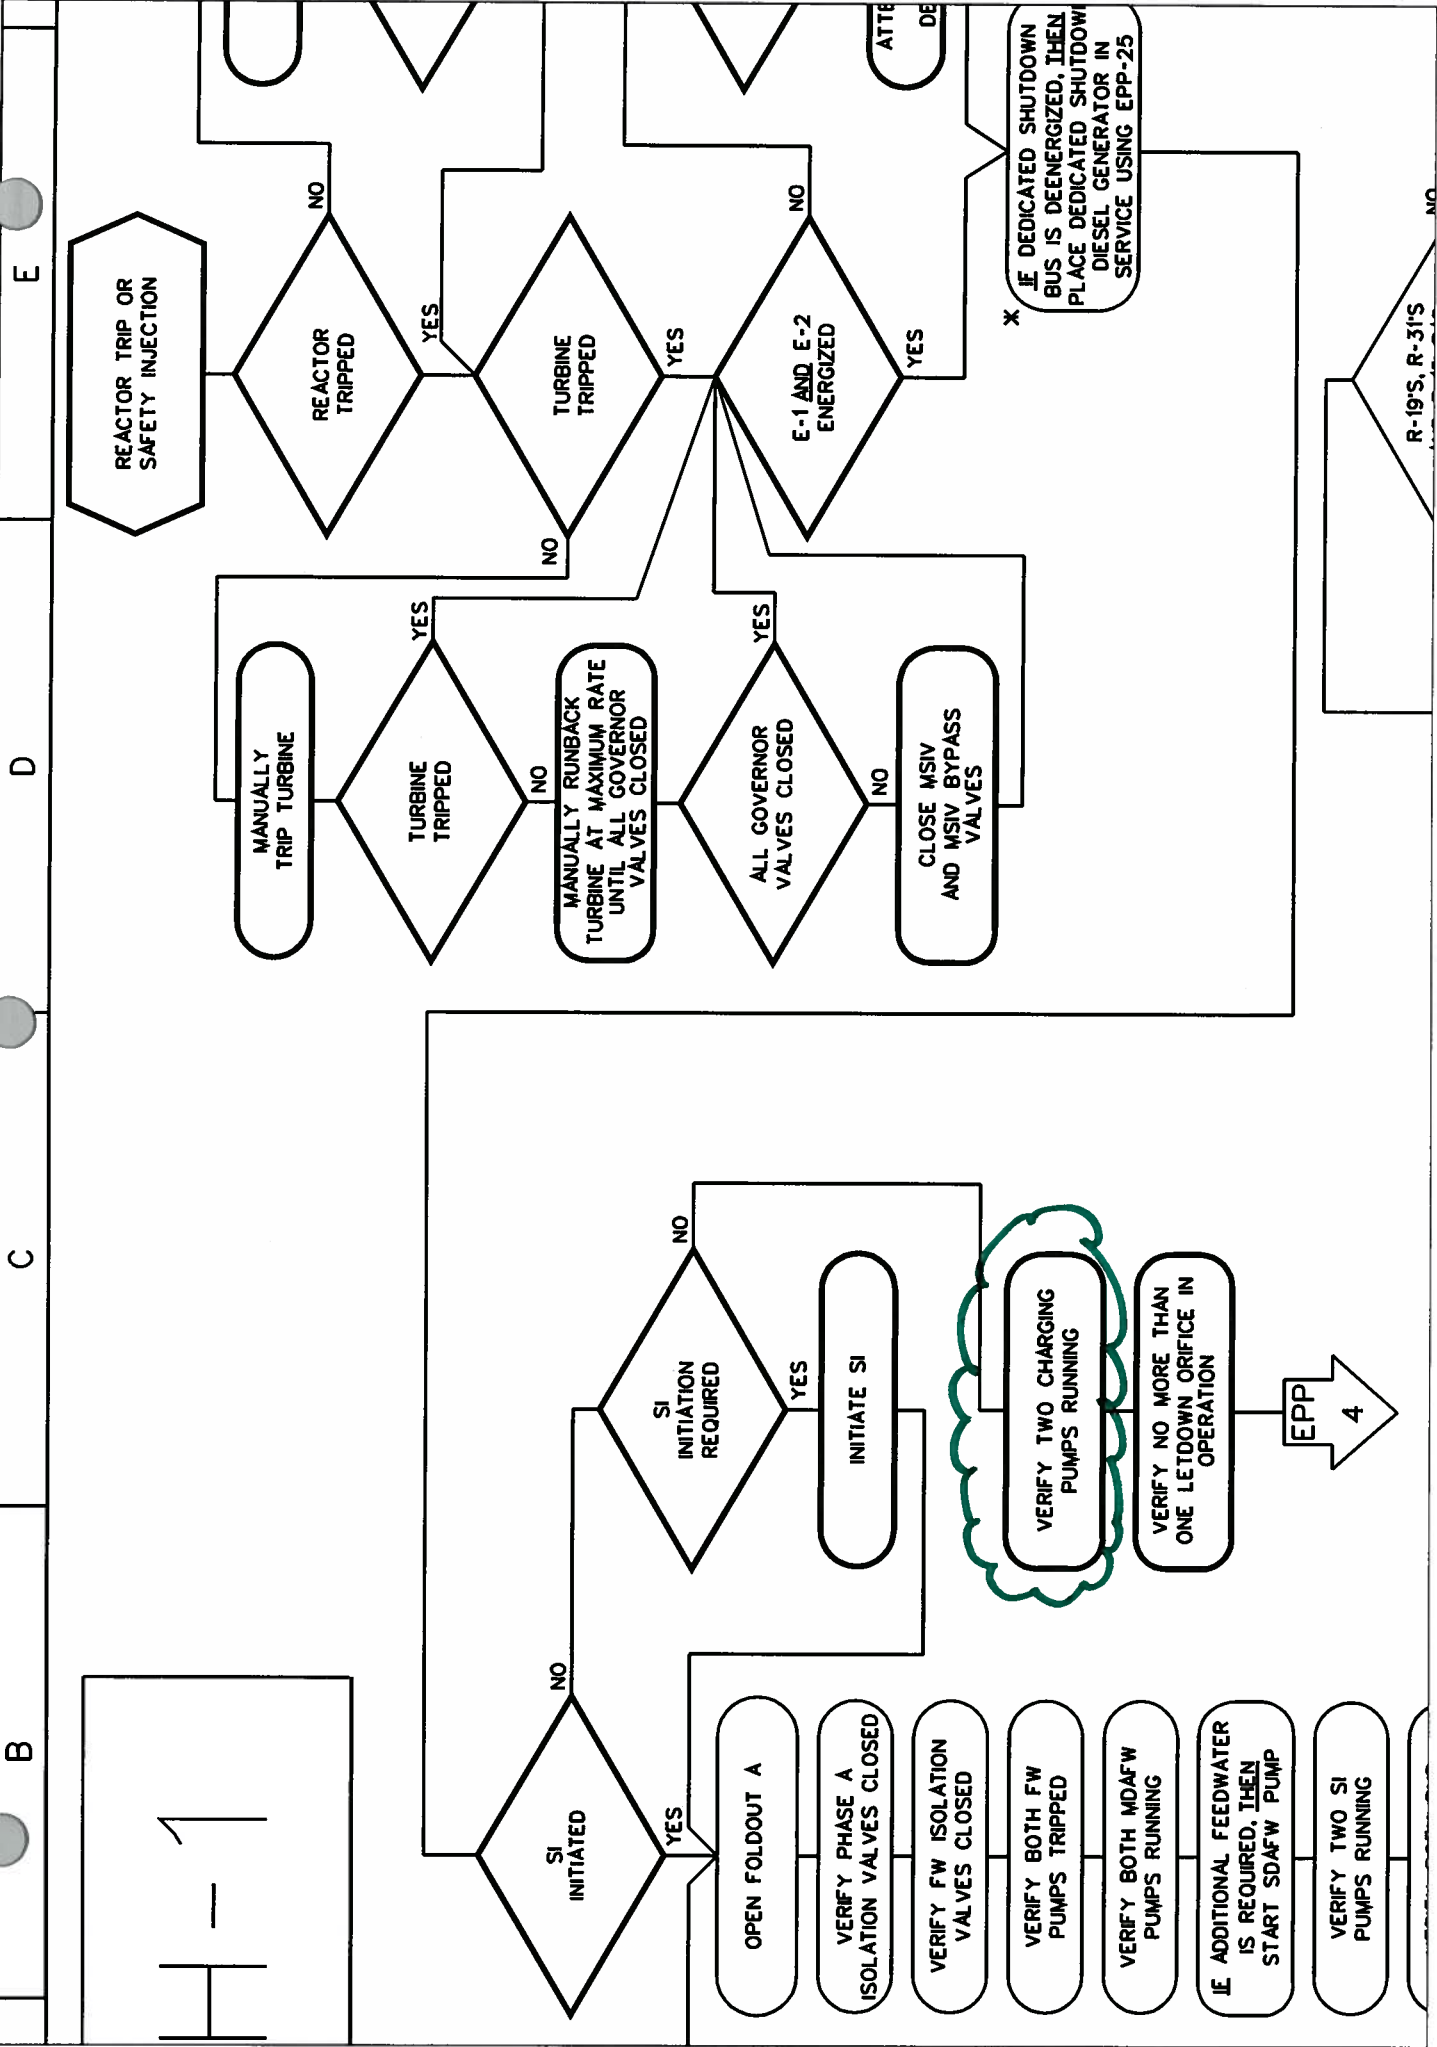 B
C
D
E
H-1
SI
INITIATED
NO
YES
OPEN FOLDOUT A
VERIFY PHASE A
ISOLATION VALVES CLOSED
VERIFY FW ISOLATION
VALVES CLOSED
VERIFY BOTH FW
PUMPS TRIPPED
VERIFY BOTH MDAFW
PUMPS RUNNING
IF ADDITIONAL FEEDWATER
IS REQUIRED, THEN
START SDAFW PUMP
VERIFY TWO SI
PUMPS RUNNING
SI
INITIATION
REQUIRED
NO
YES
INITIATE SI
VERIFY TWO CHARGING
PUMPS RUNNING
VERIFY NO MORE THAN
ONE LETDOWN ORIFICE IN
OPERATION
EPP
4
MANUALLY
TRIP TURBINE
TURBINE
TRIPPED
YES
NO
MANUALLY RUNBACK
TURBINE AT MAXIMUM RATE
UNTIL ALL GOVERNOR
VALVES CLOSED
ALL GOVERNOR
VALVES CLOSED
YES
NO
CLOSE MSIV
AND MSIV BYPASS
VALVES
REACTOR TRIP OR
SAFETY INJECTION
REACTOR
TRIPPED
NO
YES
TURBINE
TRIPPED
NO
YES
E-1 AND E-2
ENERGIZED
NO
YES
ATTE
DE
* IF DEDICATED SHUTDOWN
BUS IS DEENERGIZED, THEN
PLACE DEDICATED SHUTDOW
DIESEL GENERATOR IN
SERVICE USING EPP-25
R-19'S, R-31'S
NO